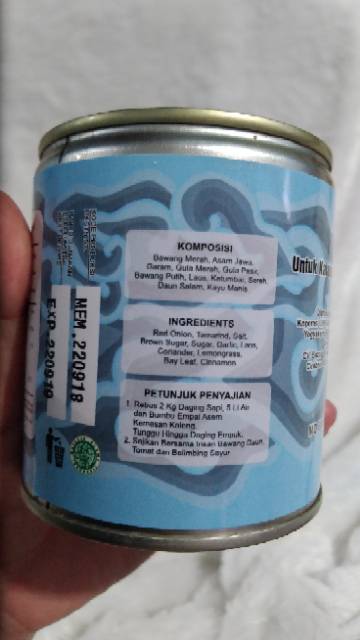 KOMPOSISI
Bawang Merah, Asam Jawa,
Garam, Gula Merah, Gula Pasir,
Bawang Putih, Laos, Ketumbar, Sereh,
Daun Salam, Kayu Manis
INGREDIENTS
Red Onion, Tamarind, Salt,
Brown Sugar, Sugar, Garlic, Laos,
Coriander, Lemongrass,
Bay Leaf, Cinnamon
PETUNJUK PENYAJIAN
1. Rebus 2 Kg Daging Sapi, 5 Lt Air
dan Bumbu Empal Asem
Kemasan Kaleng.
Tunggu Hingga Daging Empuk.
2. Sajikan Bersama Irisan Bawang Daun,
Tomat dan Belimbing Sayur
MFM. 220918
EXP. 220919
Untuk